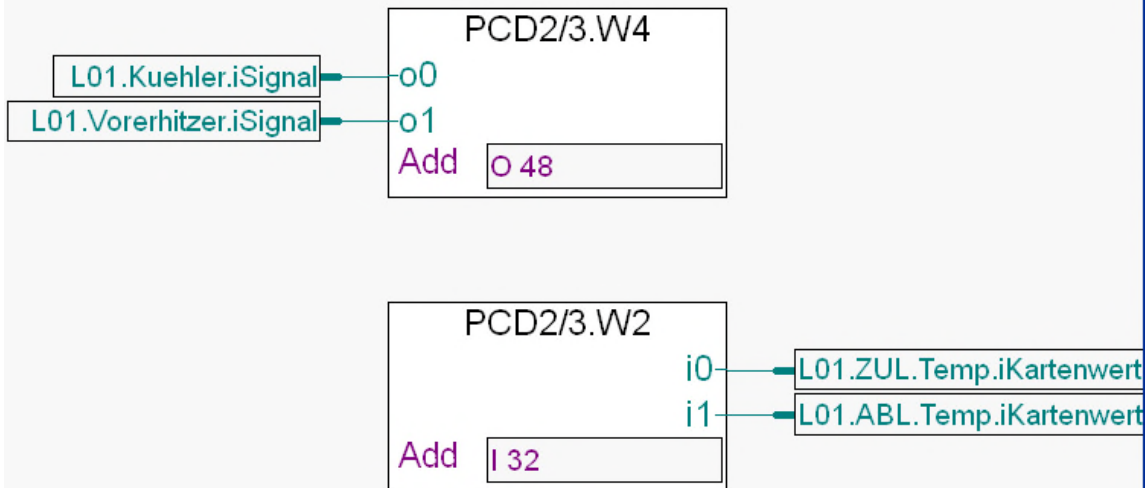 PCD2/3.W4
L01.Kuehler.iSignal o0
L01.Vorerhitzer.iSignal o1
Add O 48
PCD2/3.W2
i0 L01.ZUL.Temp.iKartenwert
i1 L01.ABL.Temp.iKartenwert
Add I 32